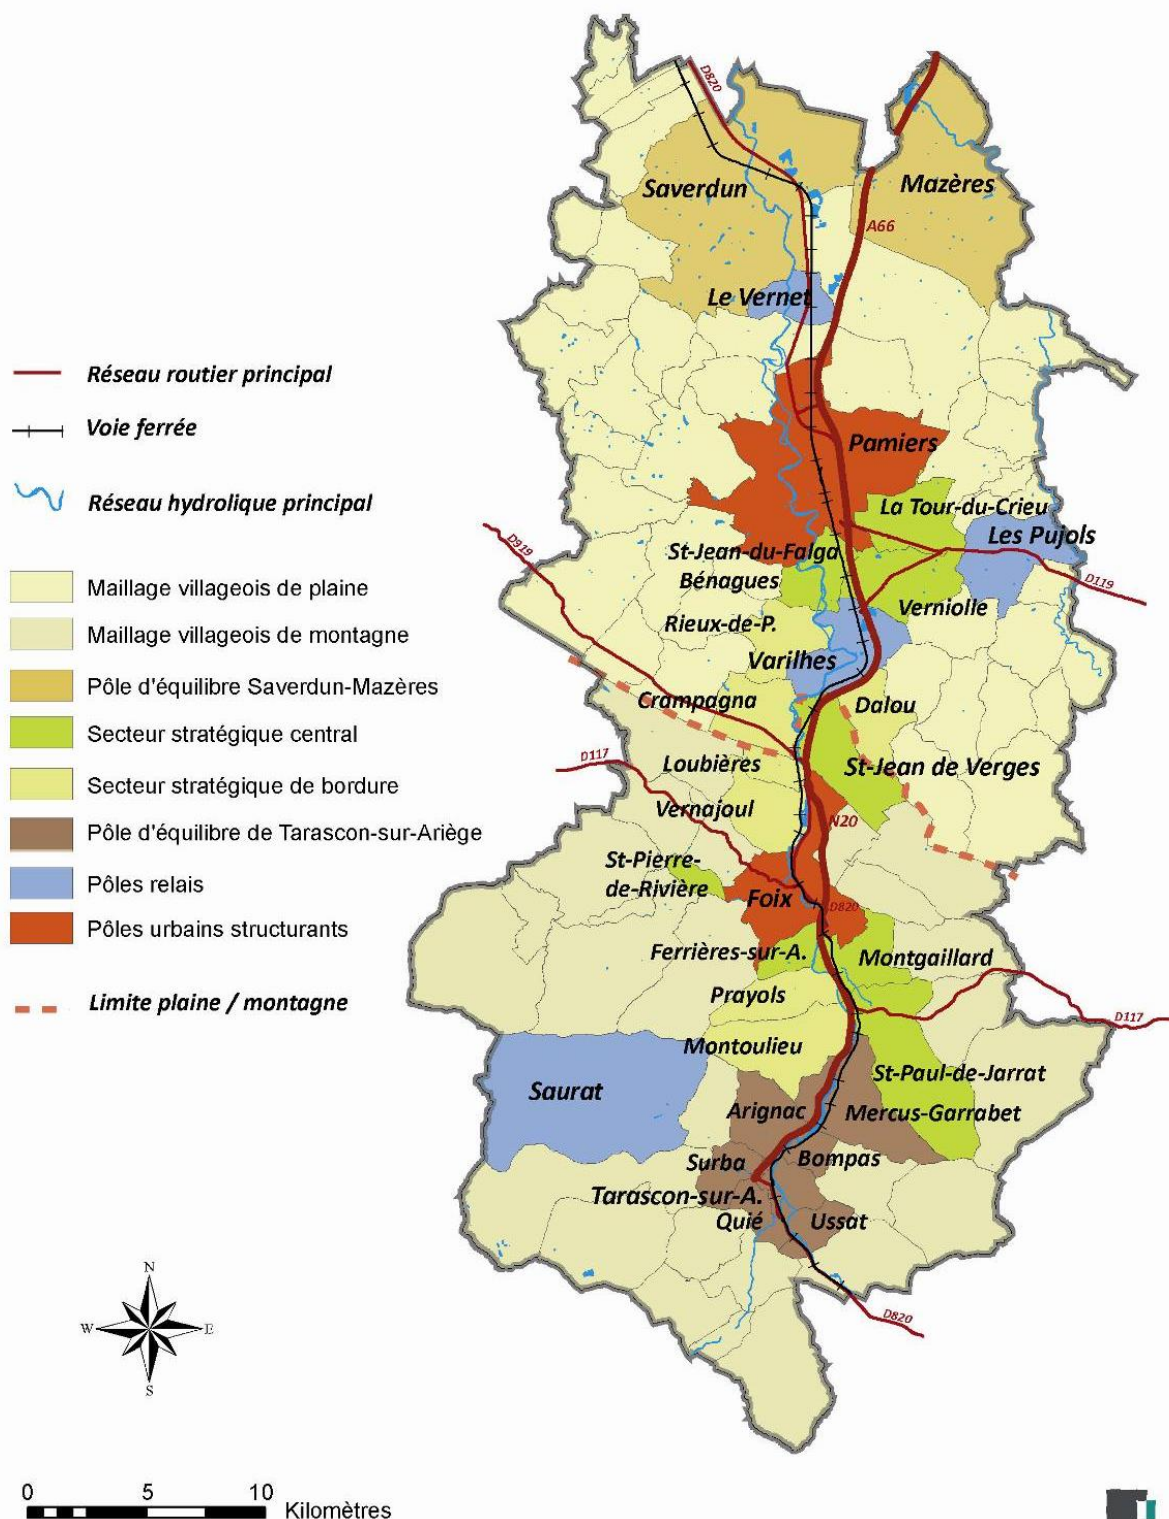 D820
Saverdun
Mazères
A66
Le Vernet
Réseau routier principal
Voie ferrée
Réseau hydrolique principal
Pamiers
La Tour-du-Crieu
Les Pujols
D919
St-Jean-du-Falga
Bénagues
D119
Verniolle
Rieux-de-P.
Varilhes
Crampagna
Dalou
D117
Loubières
St-Jean de Verges
Vernajoul
N20
St-Pierre-
de-Rivière
Foix
D820
Ferrières-sur-A.
Montgaillard
Prayols
D117
Montoulieu
St-Paul-de-Jarrat
Saurat
Arignac
Mercus-Garrabet
Surba
Bompas
Tarascon-sur-A.
Quié
Ussat
D820
Maillage villageois de plaine
Maillage villageois de montagne
Pôle d'équilibre Saverdun-Mazères
Secteur stratégique central
Secteur stratégique de bordure
Pôle d'équilibre de Tarascon-sur-Ariège
Pôles relais
Pôles urbains structurants
Limite plaine / montagne
N
W
E
S
0 5 10
Kilomètres